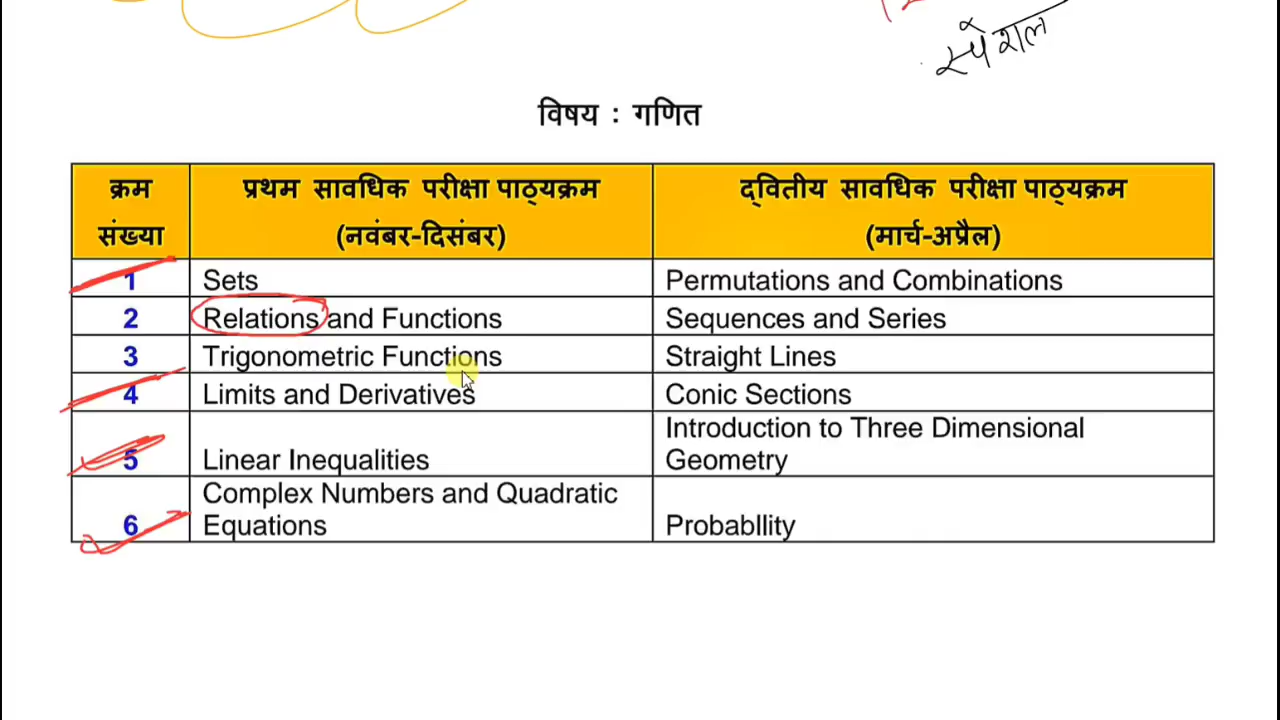 स्पेशल
विषय : गणित
क्रम संख्या
प्रथम सावधिक परीक्षा पाठ्यक्रम (नवंबर-दिसंबर)
द्वितीय सावधिक परीक्षा पाठ्यक्रम (मार्च-अप्रैल)
1 Sets Permutations and Combinations
2 Relations and Functions Sequences and Series
3 Trigonometric Functions Straight Lines
4 Limits and Derivatives Conic Sections
Introduction to Three Dimensional
5 Linear Inequalities Geometry
Complex Numbers and Quadratic
6 Equations ProbabIlity